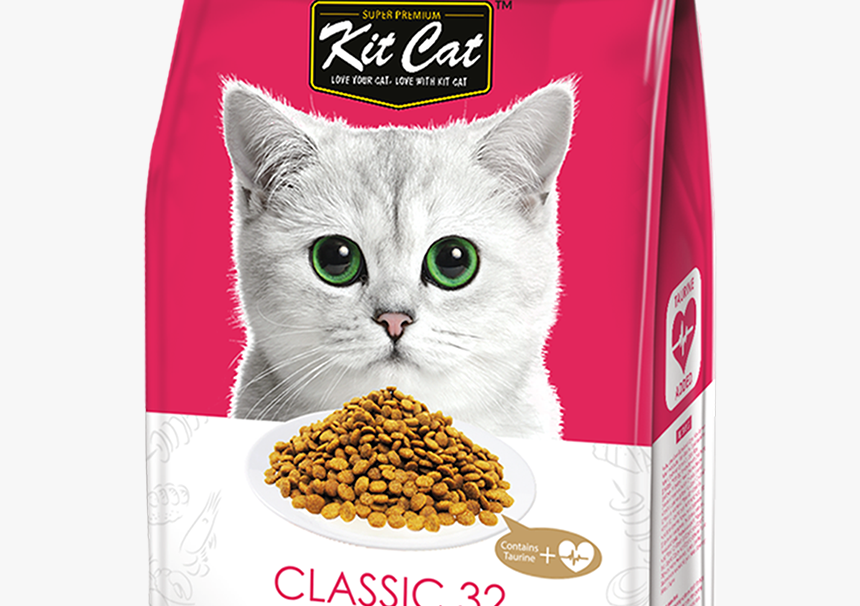 SUPER PREMIUM
Kit Cat
TM
LOVE YOUR CAT, LOVE WITH KIT CAT
TAURINE
ADDED
Contains
Taurine +
CLASSIC 32